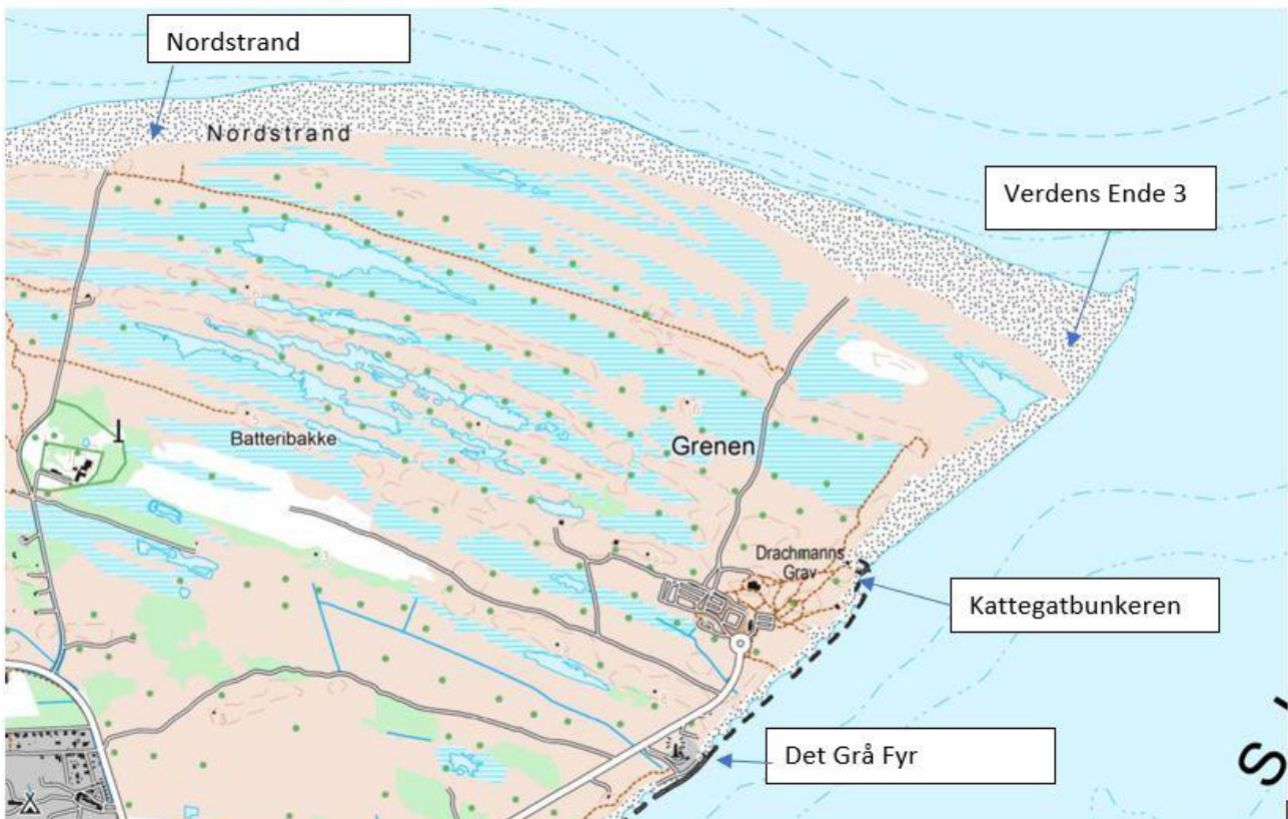 Nordstrand
Nordstrand
Verdens Ende 3
Batteribakke
Grenen
Drachmanns
Grav
Kattegatbunkeren
Det Grå Fyr
S